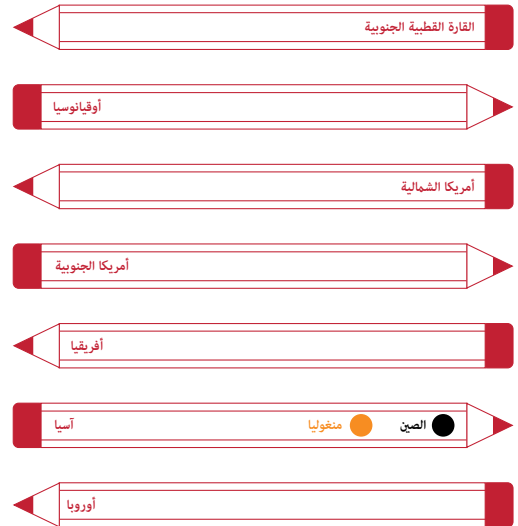 القارة القطبية الجنوبية
أوقيانوسيا
أمريكا الشمالية
أمريكا الجنوبية
أفريقيا
الصين منغوليا آسيا
أوروبا